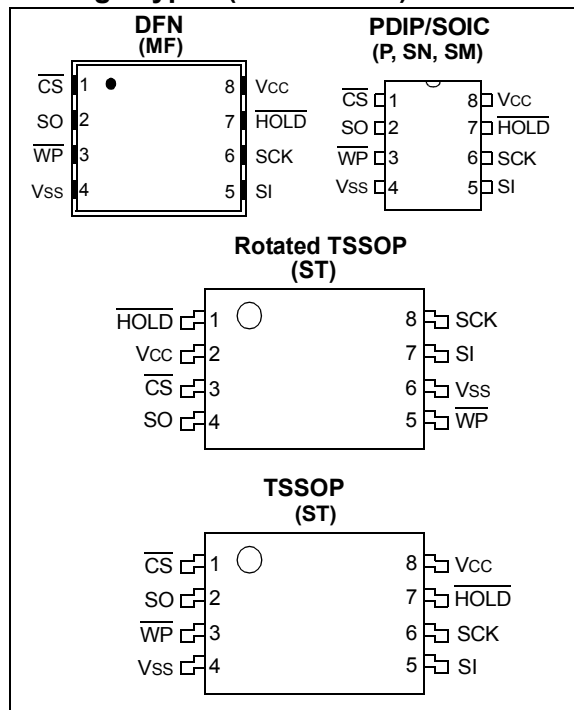 DFN
(MF)
CS 1 8 VCC
SO 2 7 HOLD
WP 3 6 SCK
VSS 4 5 SI
PDIP/SOIC
(P, SN, SM)
CS 1 8 VCC
SO 2 7 HOLD
WP 3 6 SCK
VSS 4 5 SI
Rotated TSSOP
(ST)
HOLD 1 8 SCK
VCC 2 7 SI
CS 3 6 VSS
SO 4 5 WP
TSSOP
(ST)
CS 1 8 VCC
SO 2 7 HOLD
WP 3 6 SCK
VSS 4 5 SI